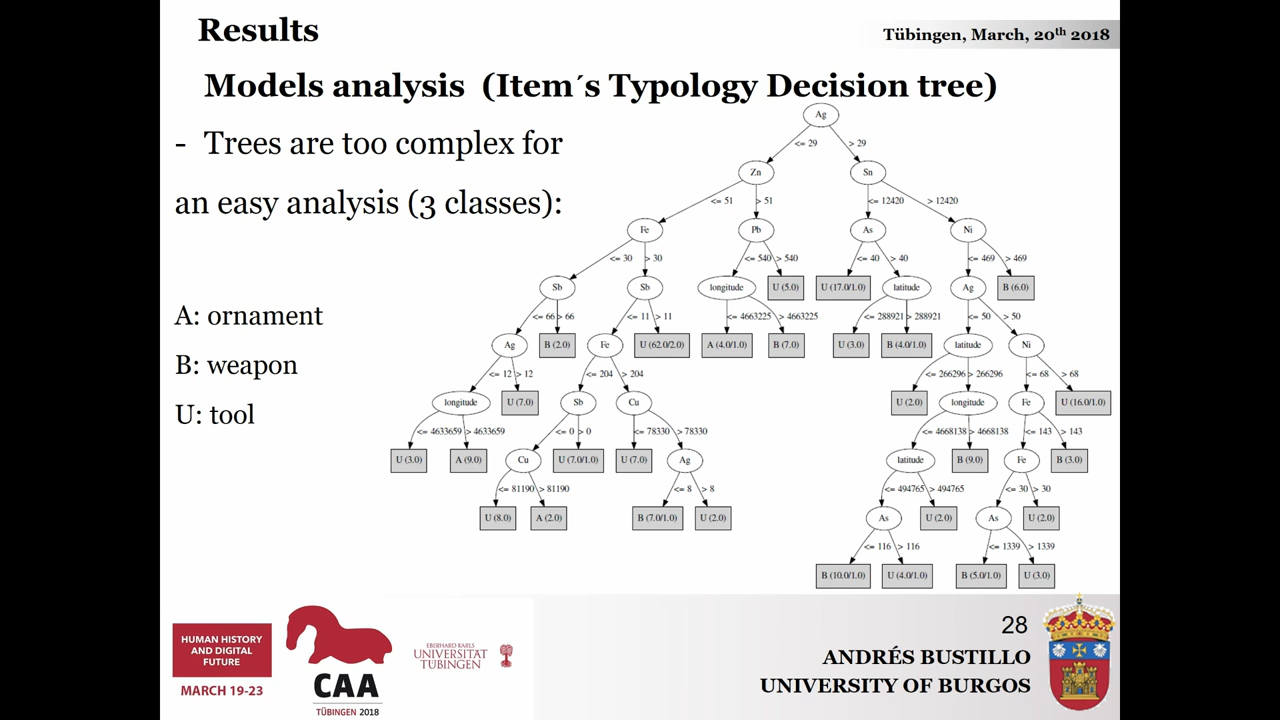 Results
Tübingen, March, 20th 2018
Models analysis (Item´s Typology Decision tree)
- Trees are too complex for
an easy analysis (3 classes):
A: ornament
B: weapon
U: tool
Ag
<= 29 > 29
Zn Sn
<= 51 > 51 <= 12420 > 12420
Fe Pb As Ni
<= 30 > 30 <= 540 > 540 <= 40 > 40 <= 469 > 469
Sb Sb longitude U (5.0) U (17.0/1.0) latitude Ag B (6.0)
<= 66 > 66 <= 11 > 11 <= 4663225 > 4663225 <= 288921 > 288921 <= 50 > 50
Ag B (2.0) Fe U (62.0/2.0) A (4.0/1.0) B (7.0) U (3.0) B (4.0/1.0) latitude Ni
<= 12 > 12 <= 204 > 204 <= 266296 > 266296 <= 68 > 68
longitude U (7.0) Sb Cu U (2.0) longitude Fe U (16.0/1.0)
<= 4633659 > 4633659 <= 0 > 0 <= 78330 > 78330 <= 4668138 > 4668138 <= 143 > 143
U (3.0) A (9.0) Cu U (7.0/1.0) U (7.0) Ag latitude B (9.0) Fe B (3.0)
<= 81190 > 81190 <= 8 > 8 <= 494765 > 494765 <= 30 > 30
U (8.0) A (2.0) B (7.0/1.0) U (2.0) As U (2.0) As U (2.0)
<= 116 > 116 <= 1339 > 1339
B (10.0/1.0) U (4.0/1.0) B (5.0/1.0) U (3.0)
HUMAN HISTORY
AND DIGITAL
FUTURE
MARCH 19-23
CAA
TÜBINGEN 2018
EBERHARD KARLS
UNIVERSITÄT
TÜBINGEN
28
ANDRÉS BUSTILLO
UNIVERSITY OF BURGOS